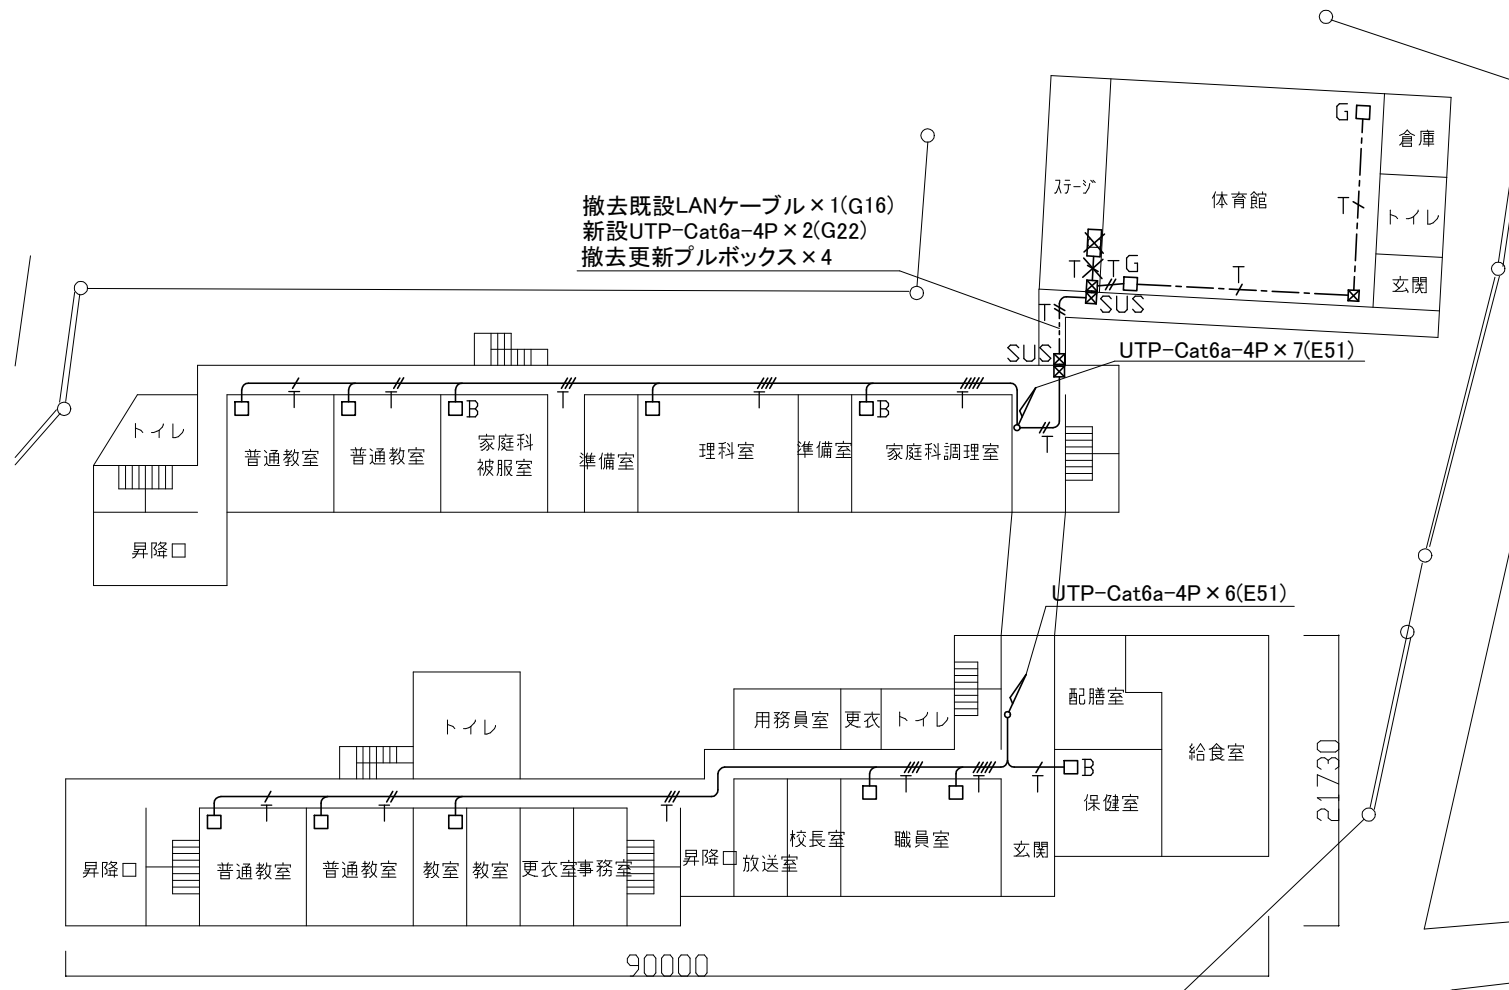 G
倉庫
ステージ
体育館
T
トイレ
撤去既設LANケーブル×1(G16)
新設UTP-Cat6a-4P×2(G22)
撤去更新プルボックス×4
T
T
G
T
玄関
SUS
T
SUS
UTP-Cat6a-4P×7(E51)
T
T
T
T
T
B
B
トイレ
普通教室
普通教室
家庭科
被服室
準備室
理科室
準備室
家庭科調理室
T
昇降口
UTP-Cat6a-4P×6(E51)
配膳室
用務員室
更衣
トイレ
トイレ
給食室
21730
T
T
T
B
T
T
T
保健室
昇降口
普通教室
普通教室
教室
教室
更衣室
事務室
昇降口
放送室
校長室
職員室
玄関
90000